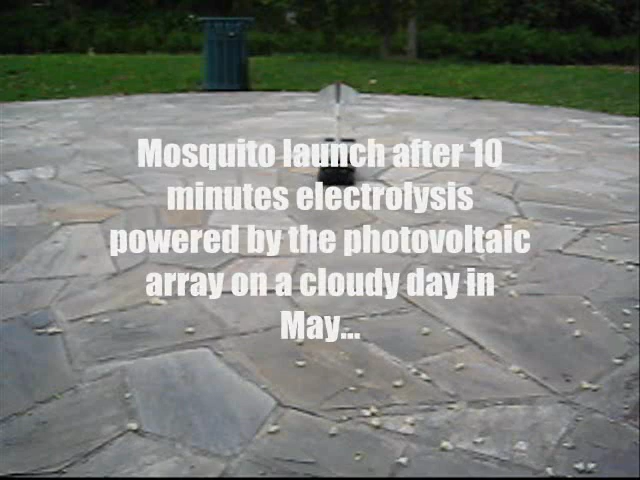 Mosquito launch after 10
minutes electrolysis
powered by the photovoltaic
array on a cloudy day in
May...